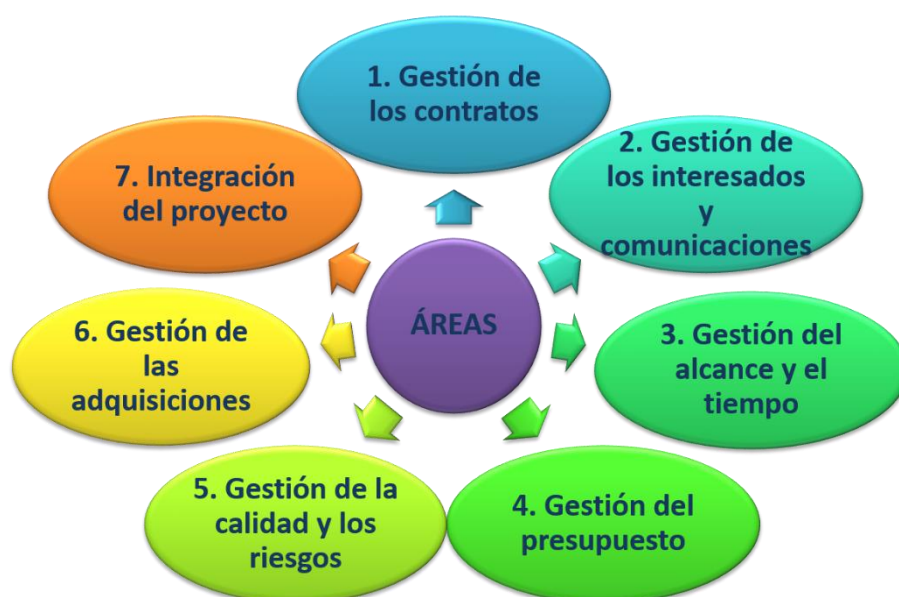 1. Gestión de
los contratos
2. Gestión de
los interesados
y
comunicaciones
3. Gestión del
alcance y el
tiempo
4. Gestión del
presupuesto
5. Gestión de la
calidad y los
riesgos
6. Gestión de
las
adquisiciones
7. Integración
del proyecto
ÁREAS